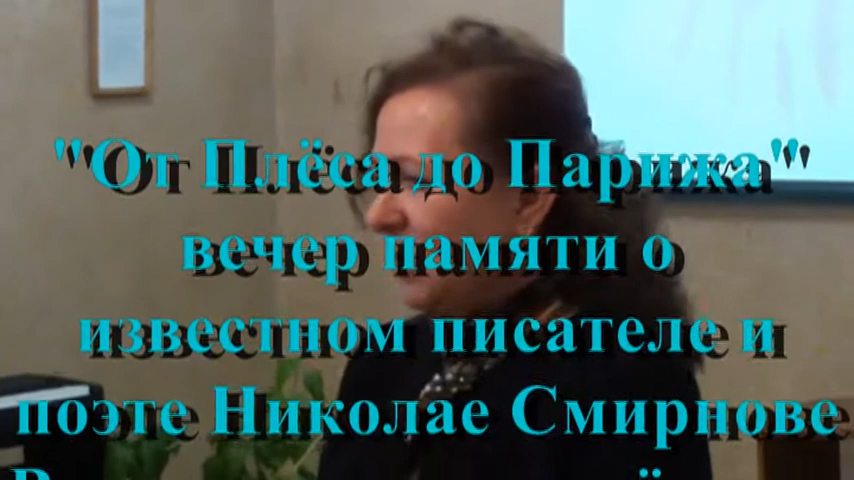 "От Плёса до Парижа"
вечер памяти о
известном писателе и
поэте Николае Смирнове